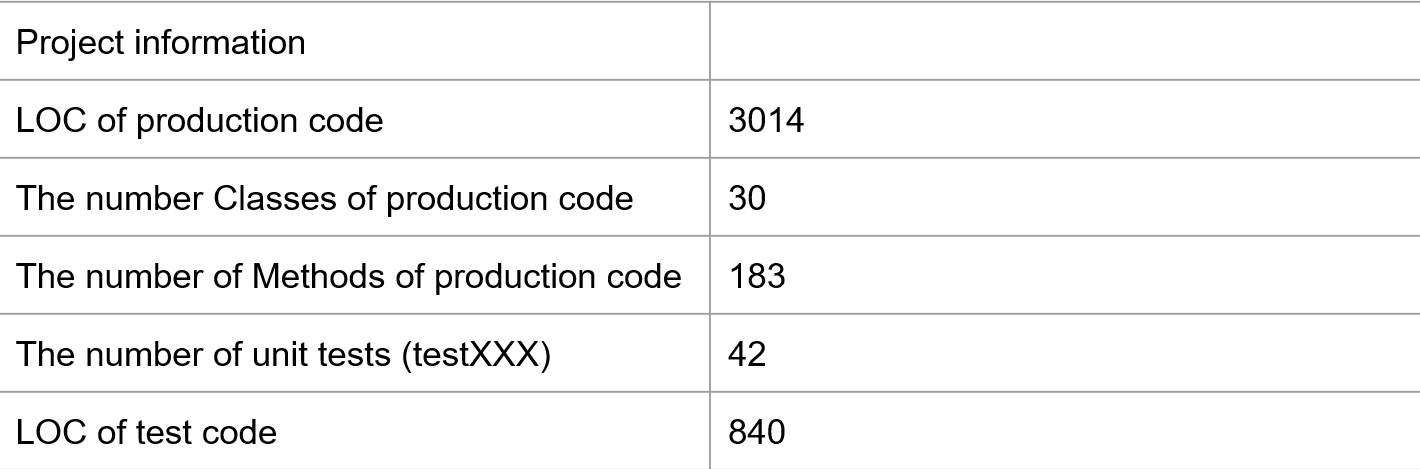 Project information
LOC of production code 3014
The number Classes of production code 30
The number of Methods of production code 183
The number of unit tests (testXXX) 42
LOC of test code 840